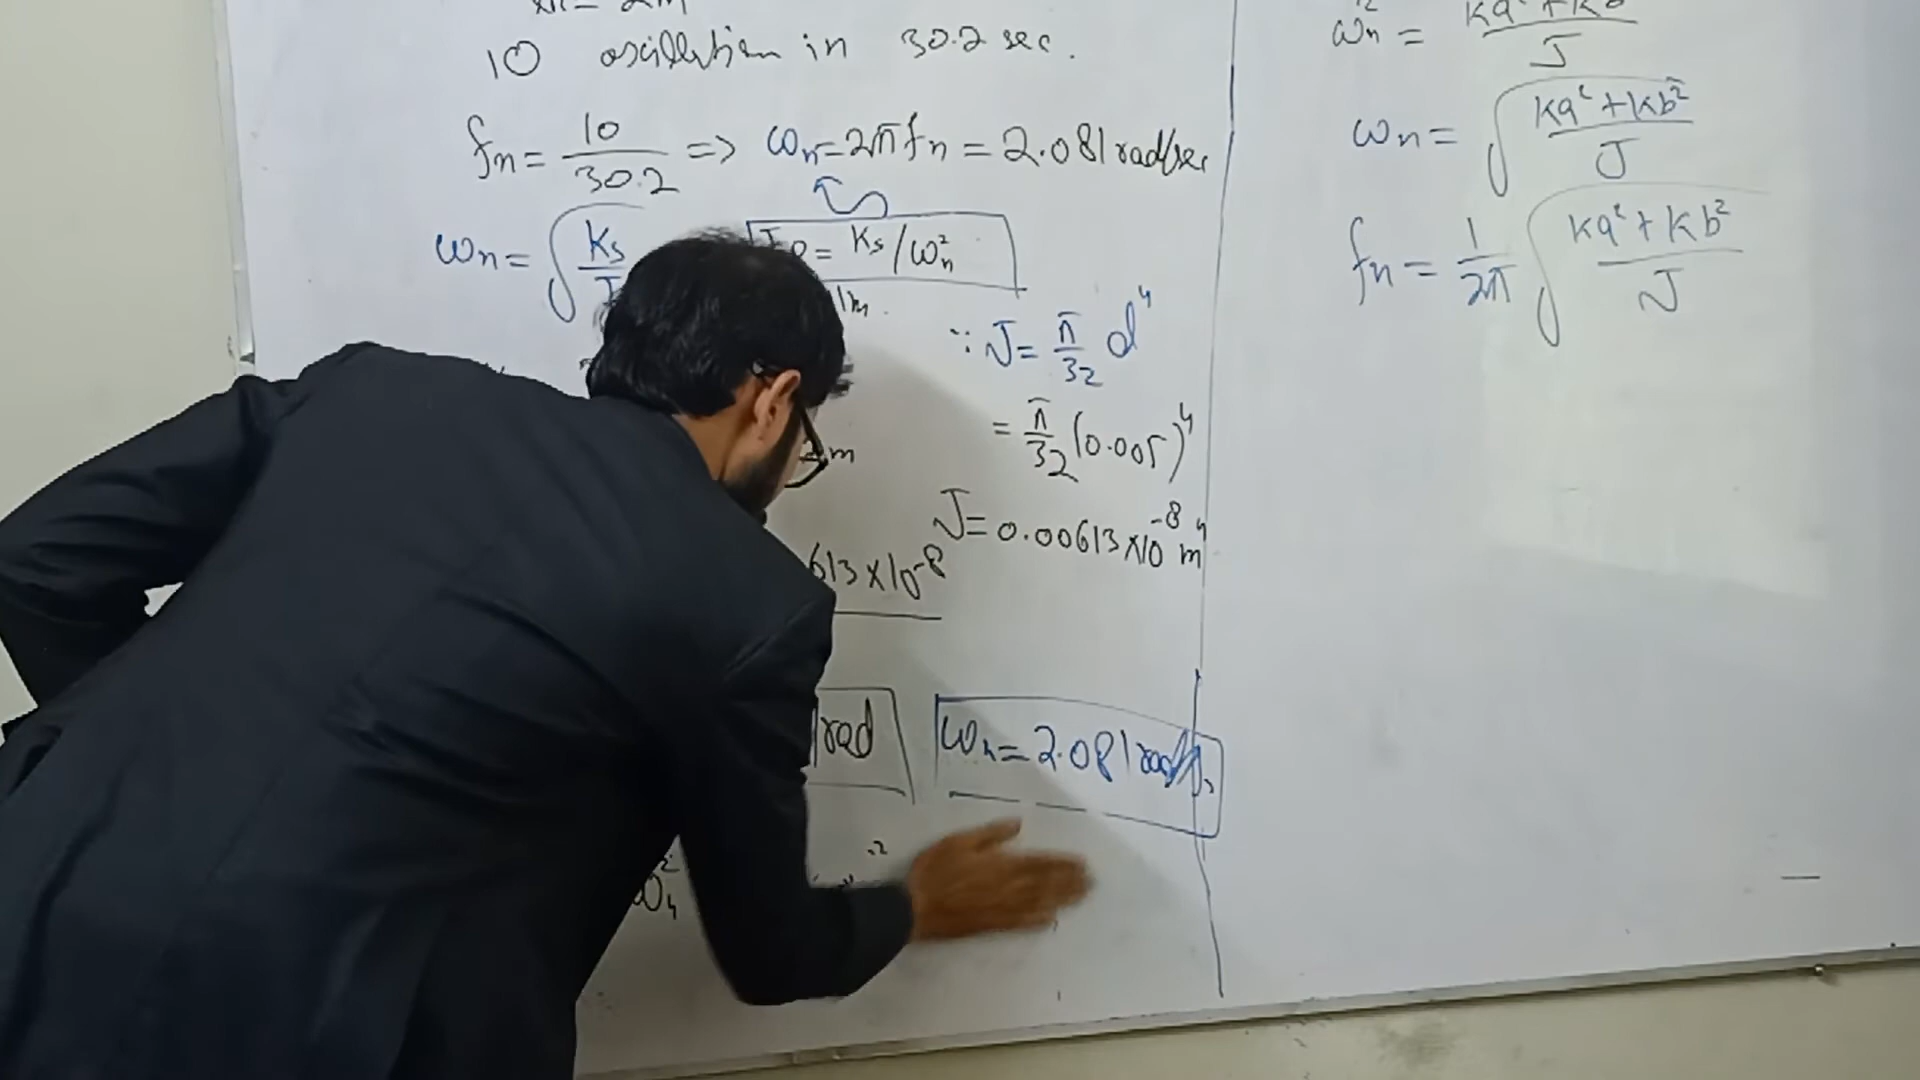 10 oscillation in 30.2 sec.
fn = 10/30.2 => ωn = 2πfn = 2.081 rad/sec
ωn = √Ks/J
= Ks/ωn²
∵ J = π/32 d⁴
= π/32 (0.005)⁴
m
J = 0.00613×10⁻⁸ m⁴
613×10⁻⁸
rad
ωn = 2.081 rad/s
ωn²
ωn² = ka² + kb²/J
ωn = √ka² + kb²/J
fn = 1/2π √ka² + kb²/J